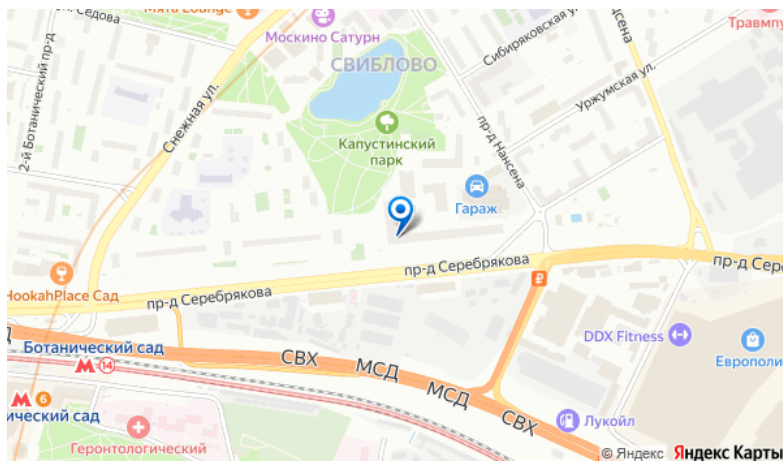 ул. Седова
Мята Lounge
Москино Сатурн
Травмпу
СВИБЛОВО
Сибиряковская ул.
Уржумская ул.
2-й Ботанический пр-д
Снежная ул.
Капустинский
парк
пр-д Нансена
Гараж
HookahPlace Сад
пр-д Серебрякова
пр-д Серебрякова
пр-д Сере
Ботанический сад
14
СВХ
МСД
МСД
СВХ
DDX Fitness
Европоли
6
ический сад
Геронтологический
Лукойл
© Яндекс Яндекс Карты